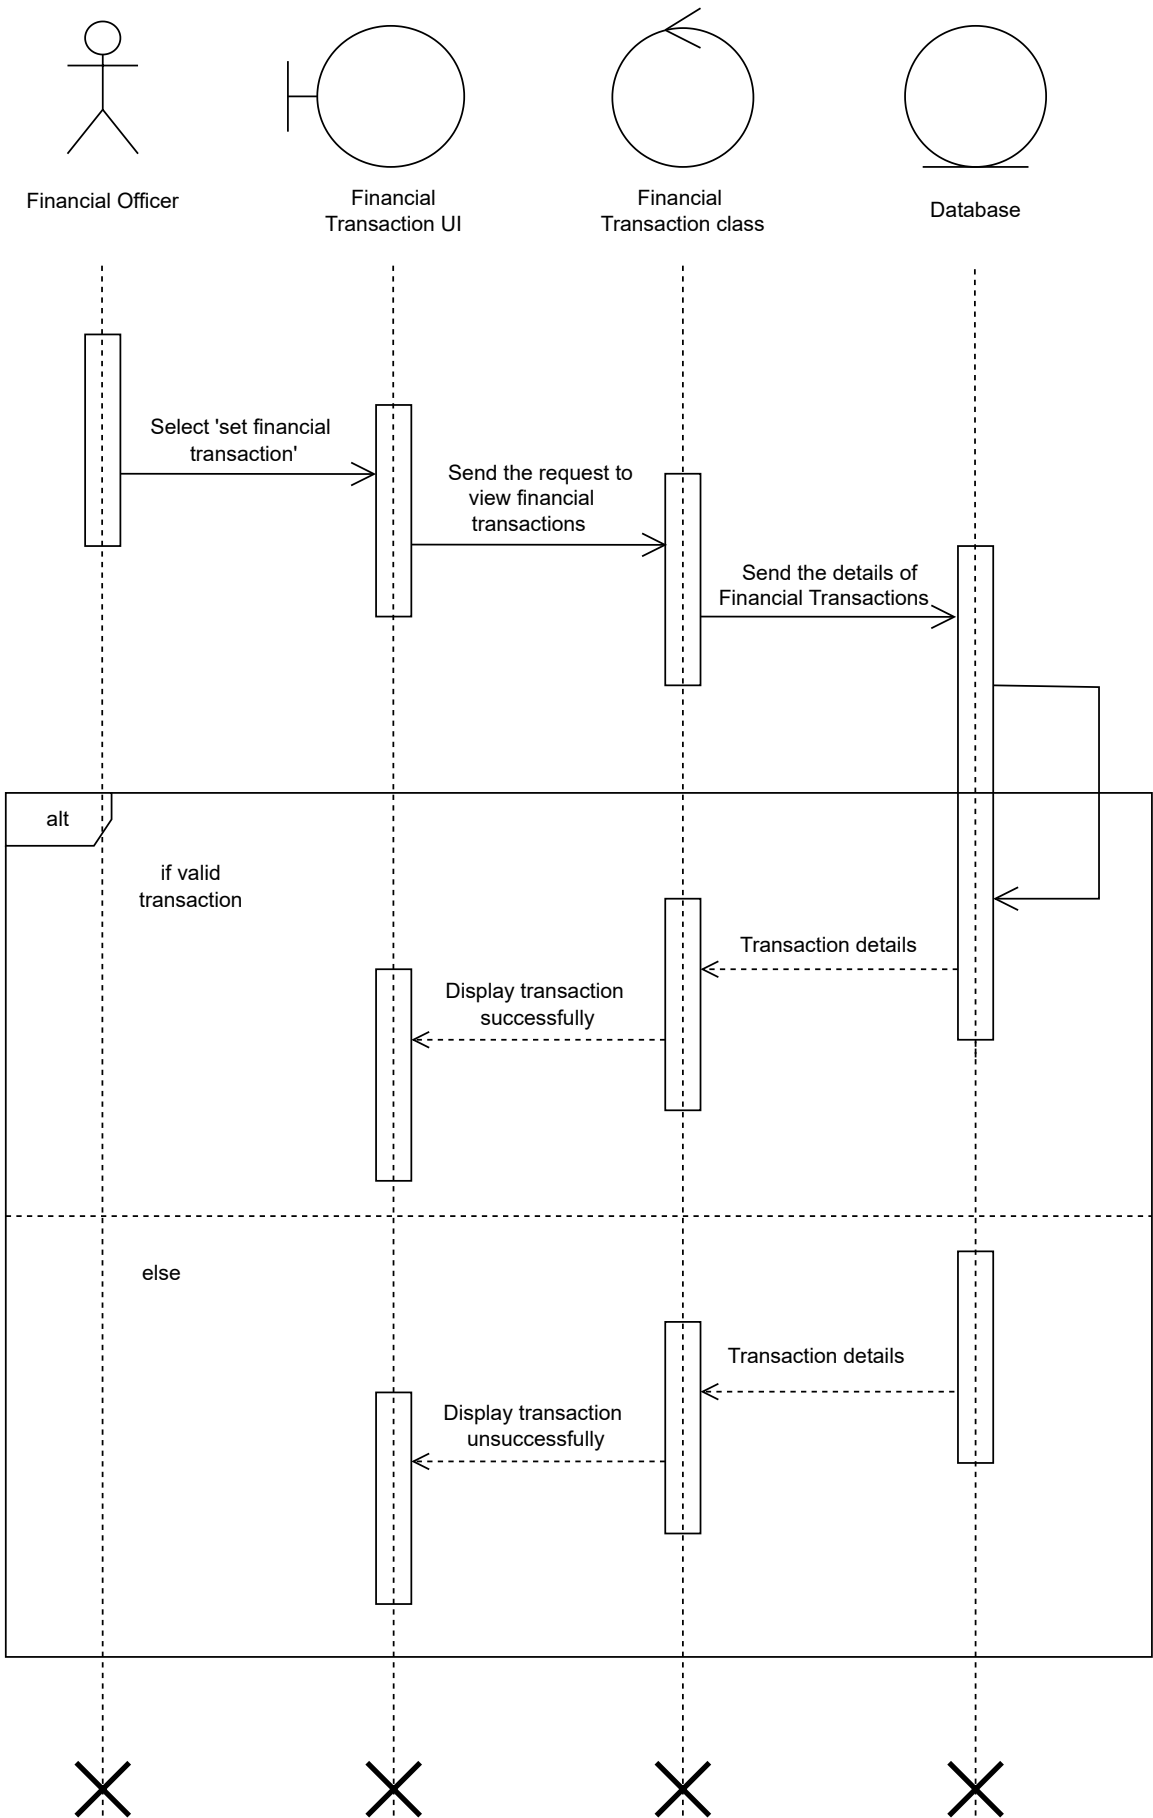 Financial Officer
Financial
Transaction UI
Financial
Transaction class
Database
Select 'set financial
transaction'
Send the request to
view financial
transactions
Send the details of
Financial Transactions
alt
if valid
transaction
Transaction details
Display transaction
successfully
else
Transaction details
Display transaction
unsuccessfully